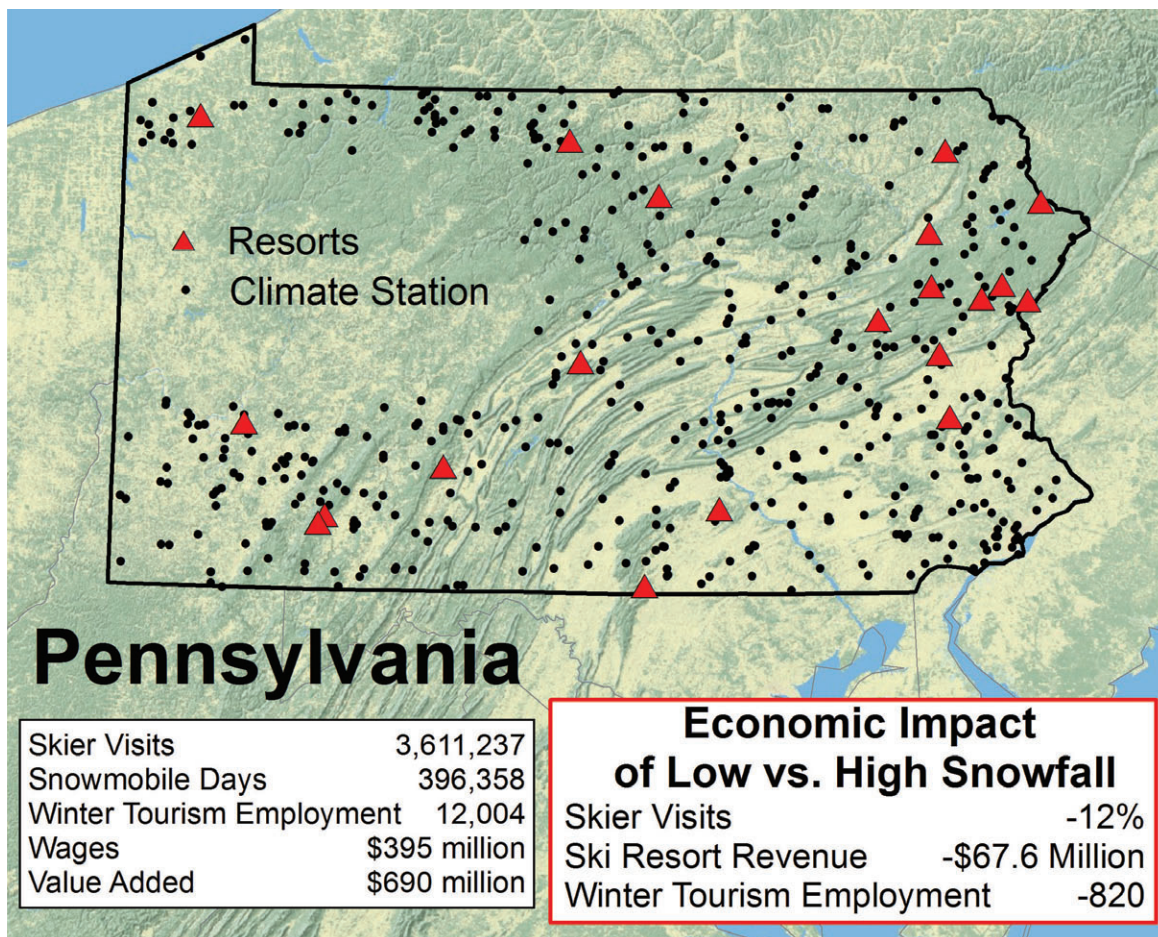 Resorts
Climate Station
Pennsylvania
Skier Visits 3,611,237
Snowmobile Days 396,358
Winter Tourism Employment 12,004
Wages $395 million
Value Added $690 million
Economic Impact
of Low vs. High Snowfall
Skier Visits -12%
Ski Resort Revenue -$67.6 Million
Winter Tourism Employment -820